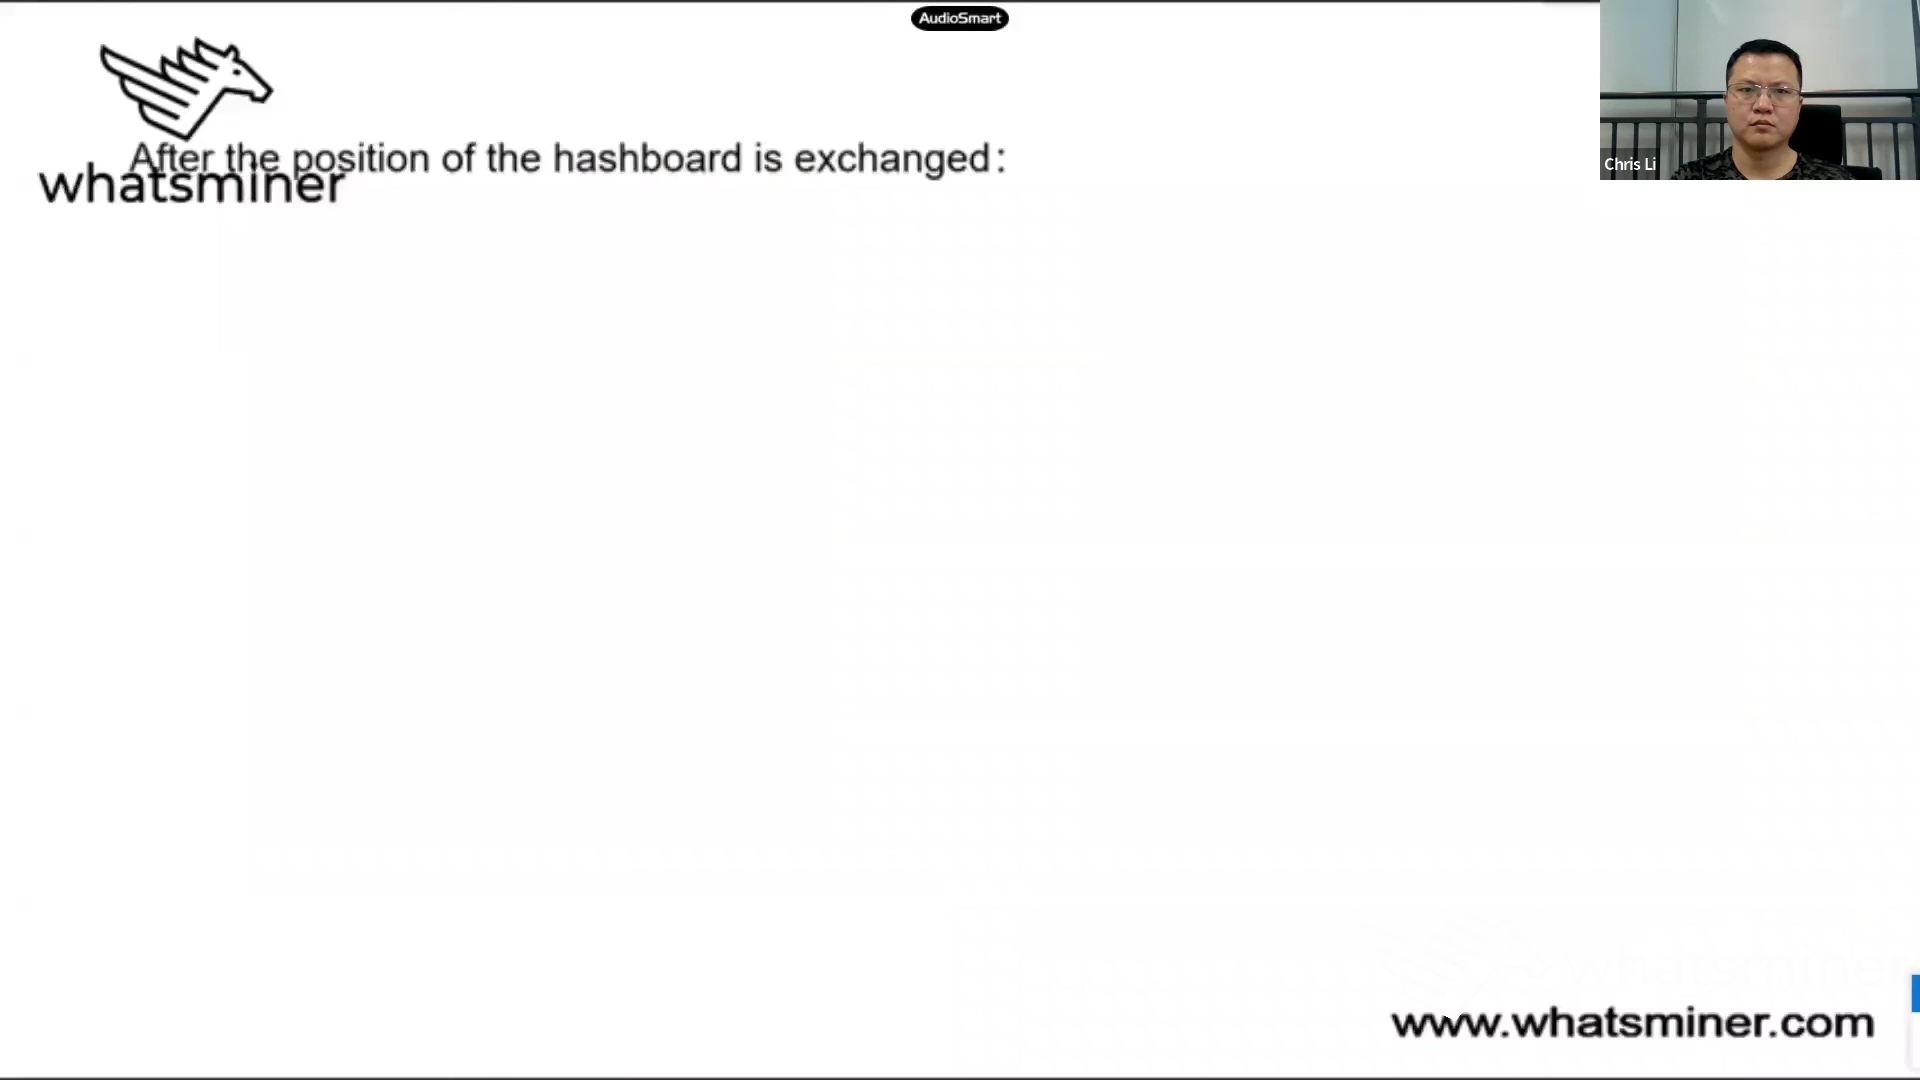 AudioSmart
After the position of the hashboard is exchanged:
whatsminer
Chris Li
www.whatsminer.com